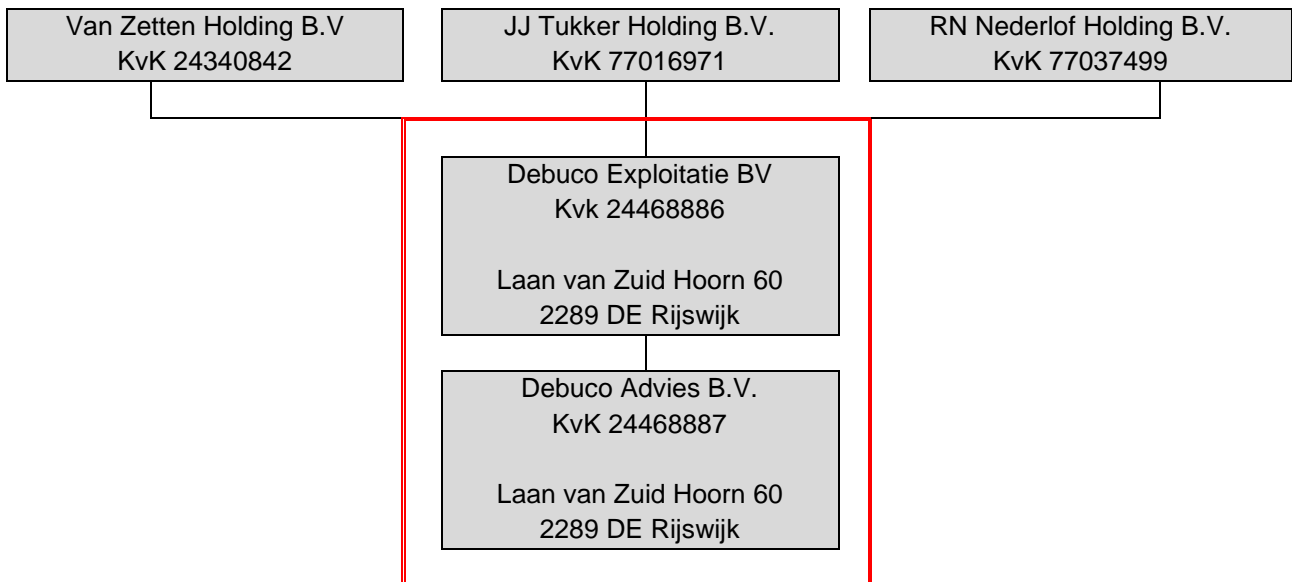 Van Zetten Holding B.V
KvK 24340842
JJ Tukker Holding B.V.
KvK 77016971
RN Nederlof Holding B.V.
KvK 77037499
Debuco Exploitatie BV
Kvk 24468886
Laan van Zuid Hoorn 60
2289 DE Rijswijk
Debuco Advies B.V.
KvK 24468887
Laan van Zuid Hoorn 60
2289 DE Rijswijk